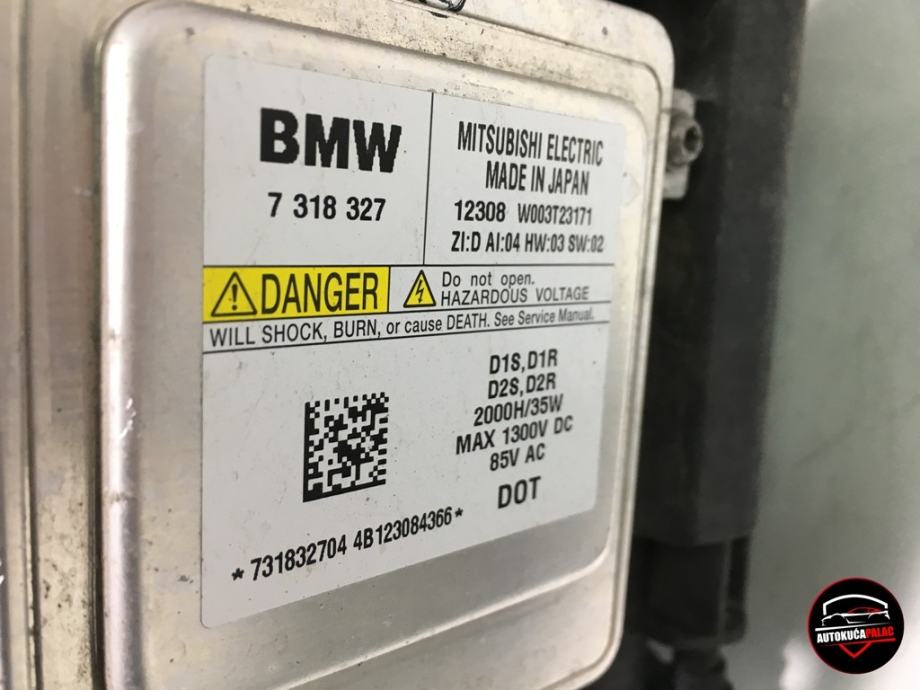 BMW
7 318 327
MITSUBISHI ELECTRIC
MADE IN JAPAN
12308 W003T23171
ZI:D AI:04 HW:03 SW:02
DANGER
Do not open.
HAZARDOUS VOLTAGE
WILL SHOCK, BURN, or cause DEATH. See Service Manual.
D1S,D1R
D2S,D2R
2000H/35W
MAX 1300V DC
85V AC
DOT
*731832704 4B123084366*
AUTOKUĆAPALAC